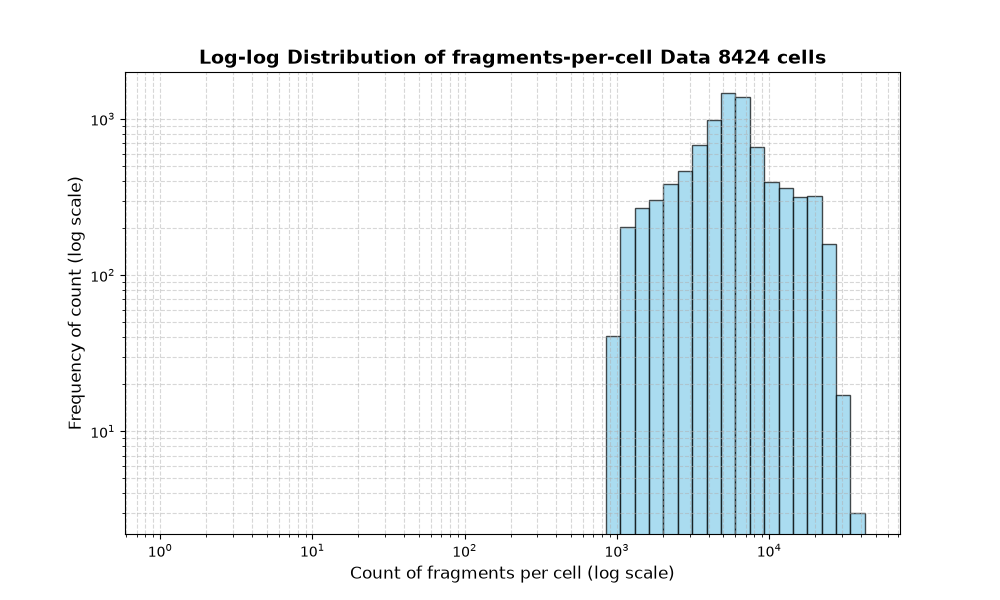 Log-log Distribution of fragments-per-cell Data 8424 cells
Frequency of count (log scale)
10³
10²
10¹
10⁰ 10¹ 10² 10³ 10⁴
Count of fragments per cell (log scale)